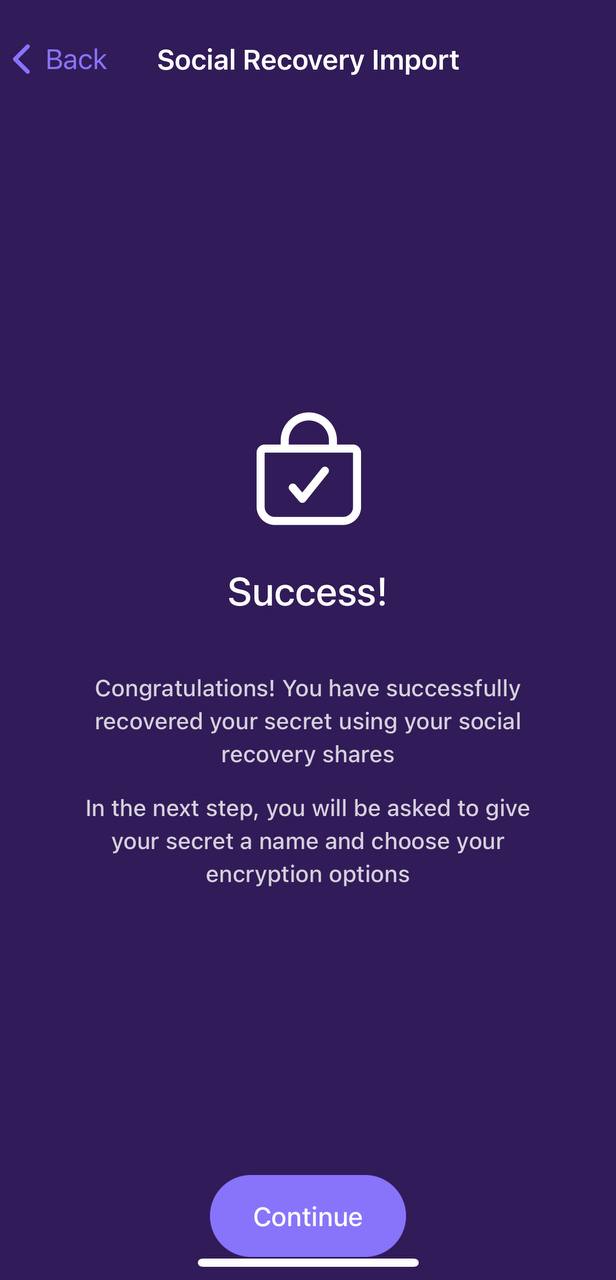 Back
Social Recovery Import
Success!
Congratulations! You have successfully
recovered your secret using your social
recovery shares
In the next step, you will be asked to give
your secret a name and choose your
encryption options
Continue